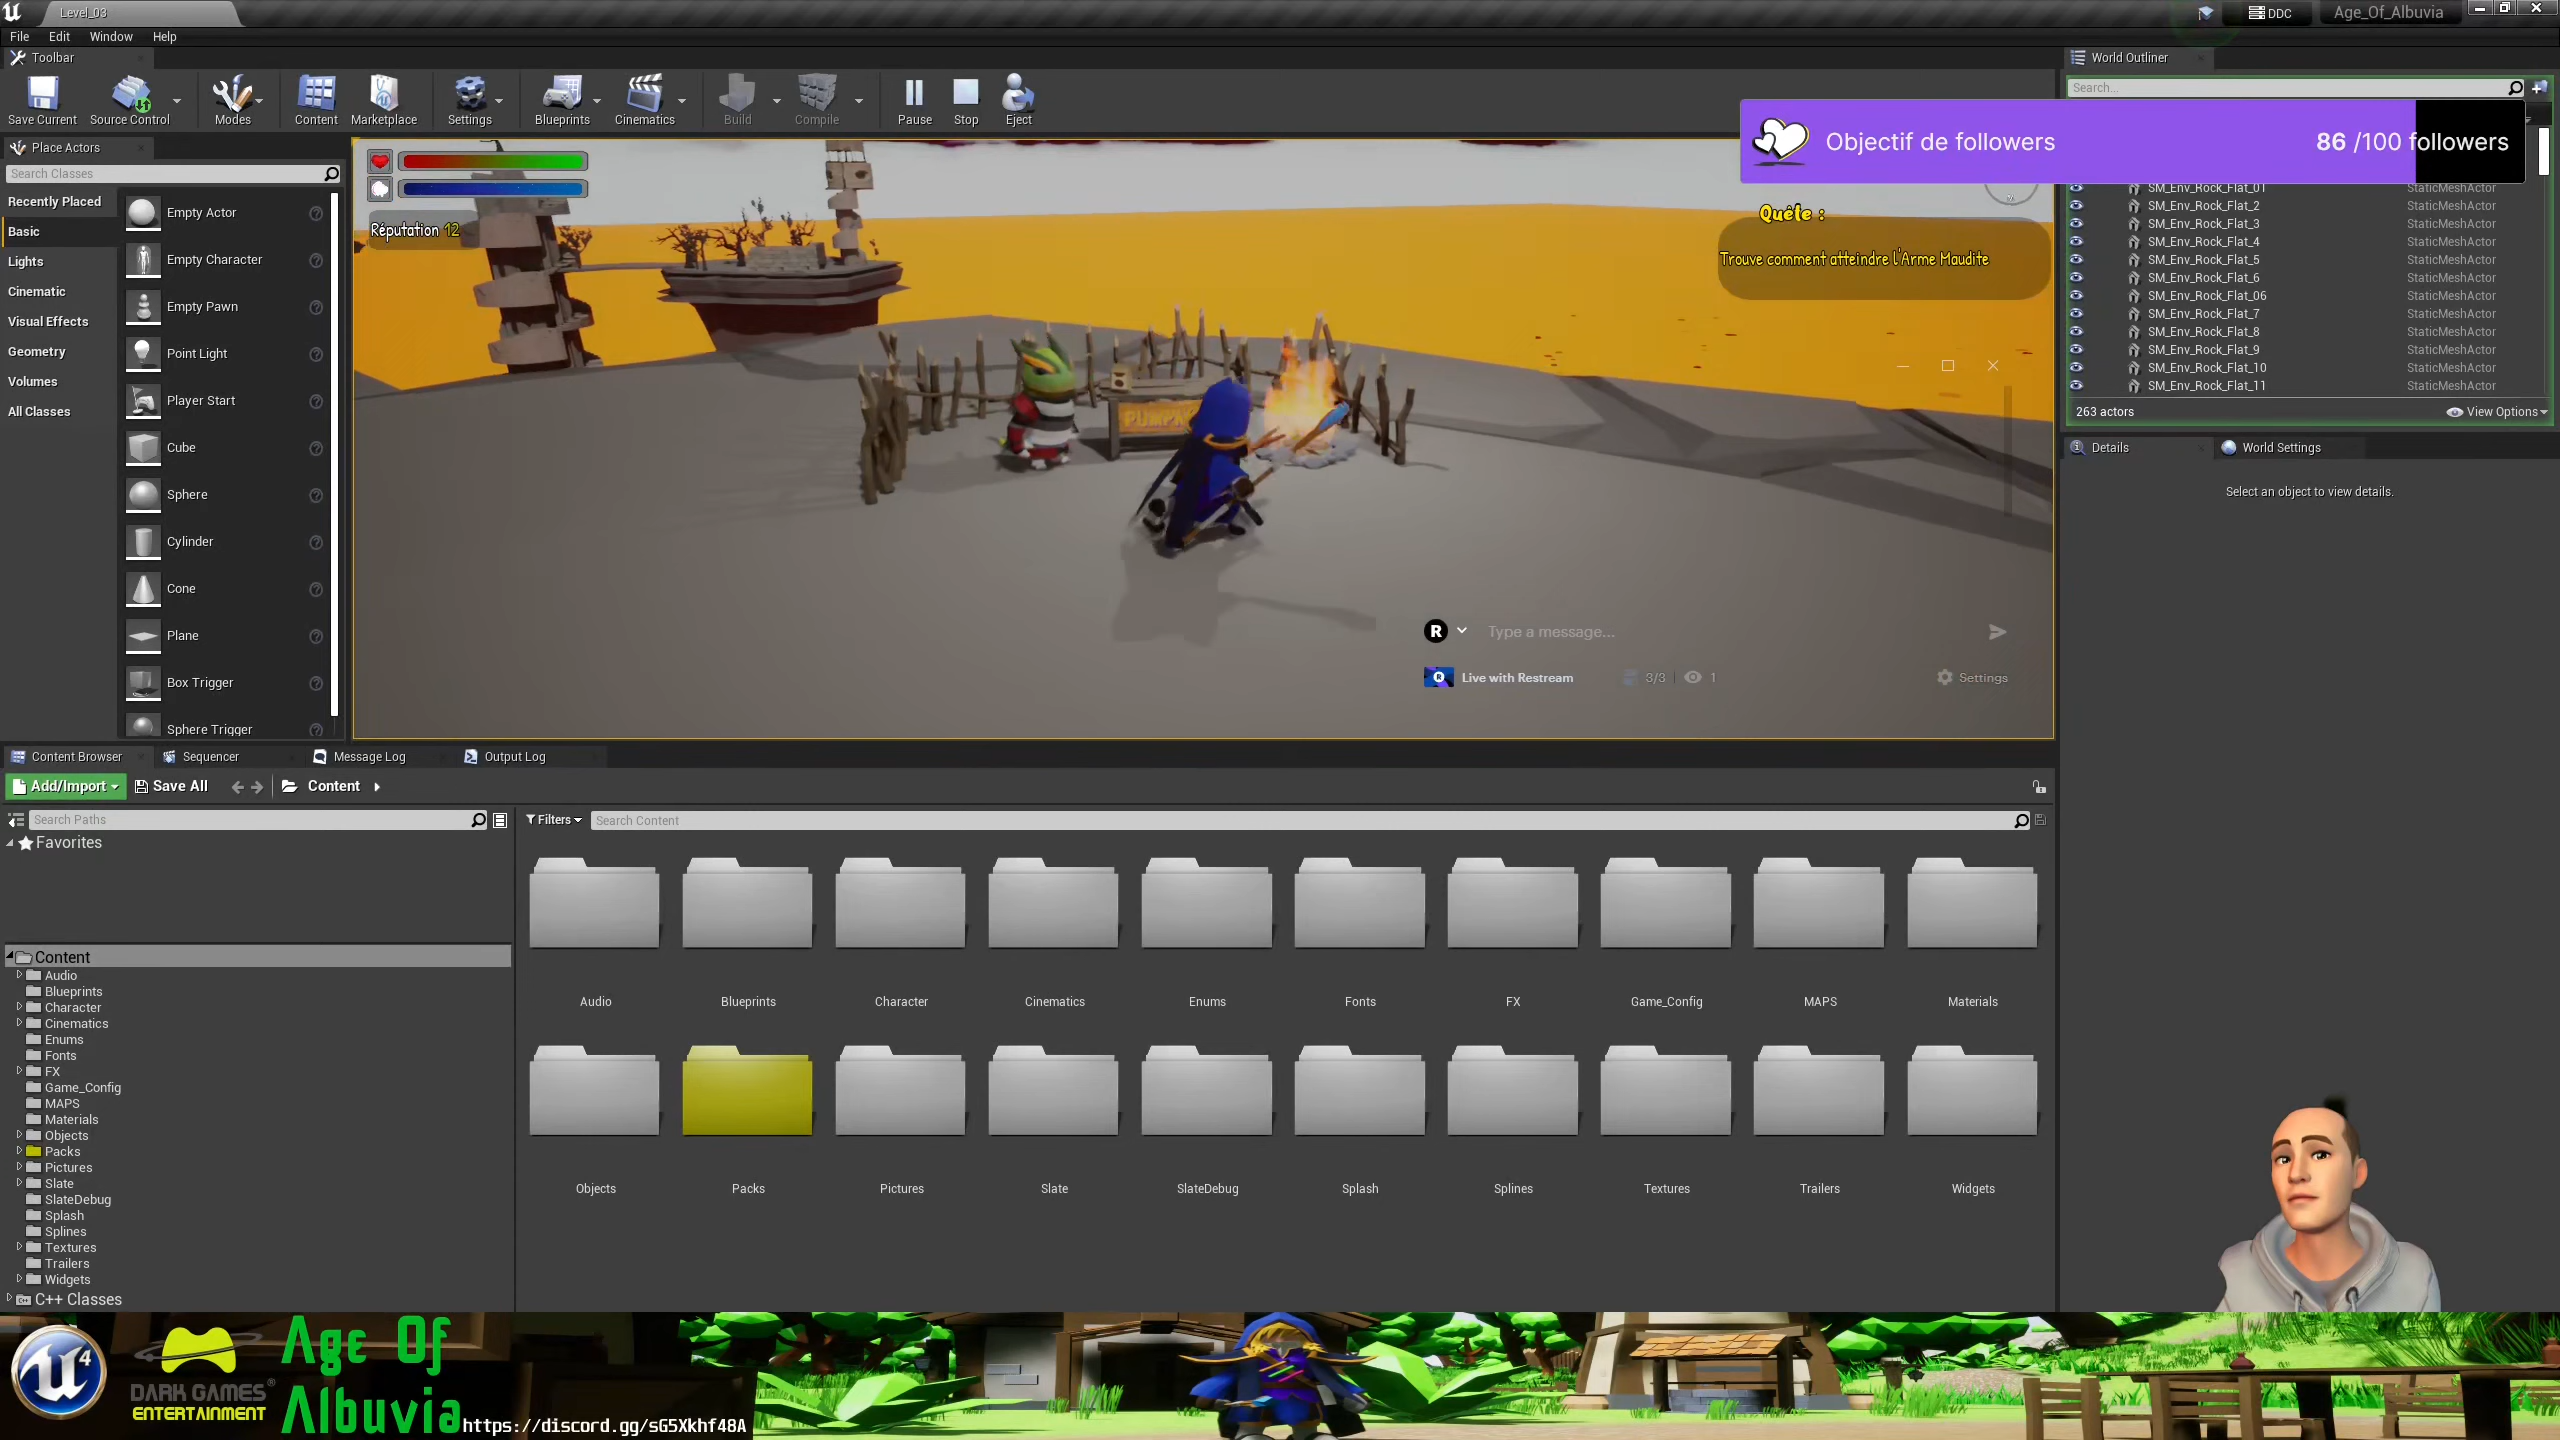 Level_03
DDC
Age_Of_Albuvia
File Edit Window Help
Toolbar
World Outliner
Search...
Save Current
Source Control
Modes
Content
Marketplace
Settings
Blueprints
Cinematics
Build
Compile
Pause
Stop
Eject
Objectif de followers
86 /100 followers
Place Actors
Search Classes
Recently Placed
Basic
Lights
Cinematic
Visual Effects
Geometry
Volumes
All Classes
Empty Actor
Empty Character
Empty Pawn
Point Light
Player Start
Cube
Sphere
Cylinder
Cone
Plane
Box Trigger
Sphere Trigger
Réputation 12
Quête :
Trouve comment atteindre l'Arme Maudite
R
Type a message...
Live with Restream
3/3
1
Settings
SM_Env_Rock_Flat_01 StaticMeshActor
SM_Env_Rock_Flat_2 StaticMeshActor
SM_Env_Rock_Flat_3 StaticMeshActor
SM_Env_Rock_Flat_4 StaticMeshActor
SM_Env_Rock_Flat_5 StaticMeshActor
SM_Env_Rock_Flat_6 StaticMeshActor
SM_Env_Rock_Flat_06 StaticMeshActor
SM_Env_Rock_Flat_7 StaticMeshActor
SM_Env_Rock_Flat_8 StaticMeshActor
SM_Env_Rock_Flat_9 StaticMeshActor
SM_Env_Rock_Flat_10 StaticMeshActor
SM_Env_Rock_Flat_11 StaticMeshActor
263 actors
View Options
Details
World Settings
Select an object to view details.
Content Browser
Sequencer
Message Log
Output Log
Add/Import
Save All
Content
Search Paths
Filters
Search Content
Favorites
Content
Audio
Blueprints
Character
Cinematics
Enums
Fonts
FX
Game_Config
MAPS
Materials
Objects
Packs
Pictures
Slate
SlateDebug
Splash
Splines
Textures
Trailers
Widgets
C++ Classes
Audio Blueprints Character Cinematics Enums Fonts FX Game_Config MAPS Materials
Objects Packs Pictures Slate SlateDebug Splash Splines Textures Trailers Widgets
4
DARK GAMES®
ENTERTAINMENT
Age Of
Albuvia
https://discord.gg/sG5Xkhf48A